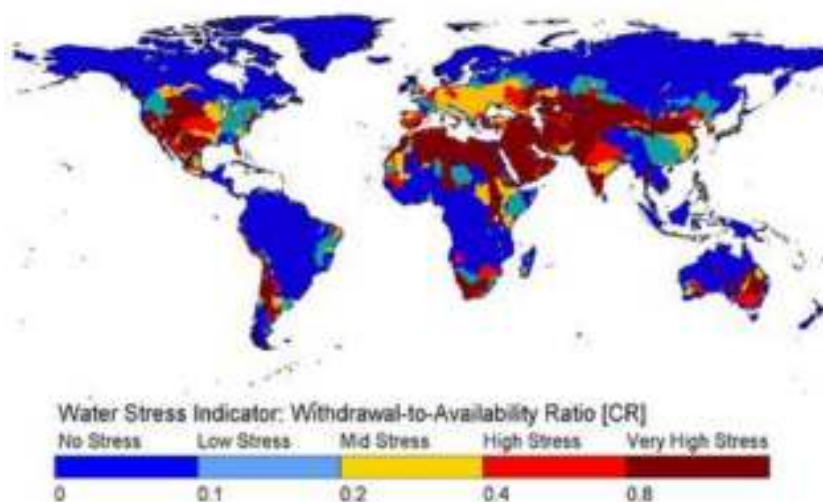 Water Stress Indicator: Withdrawal-to-Availability Ratio [CR]
No Stress Low Stress Mid Stress High Stress Very High Stress
0 0.1 0.2 0.4 0.8